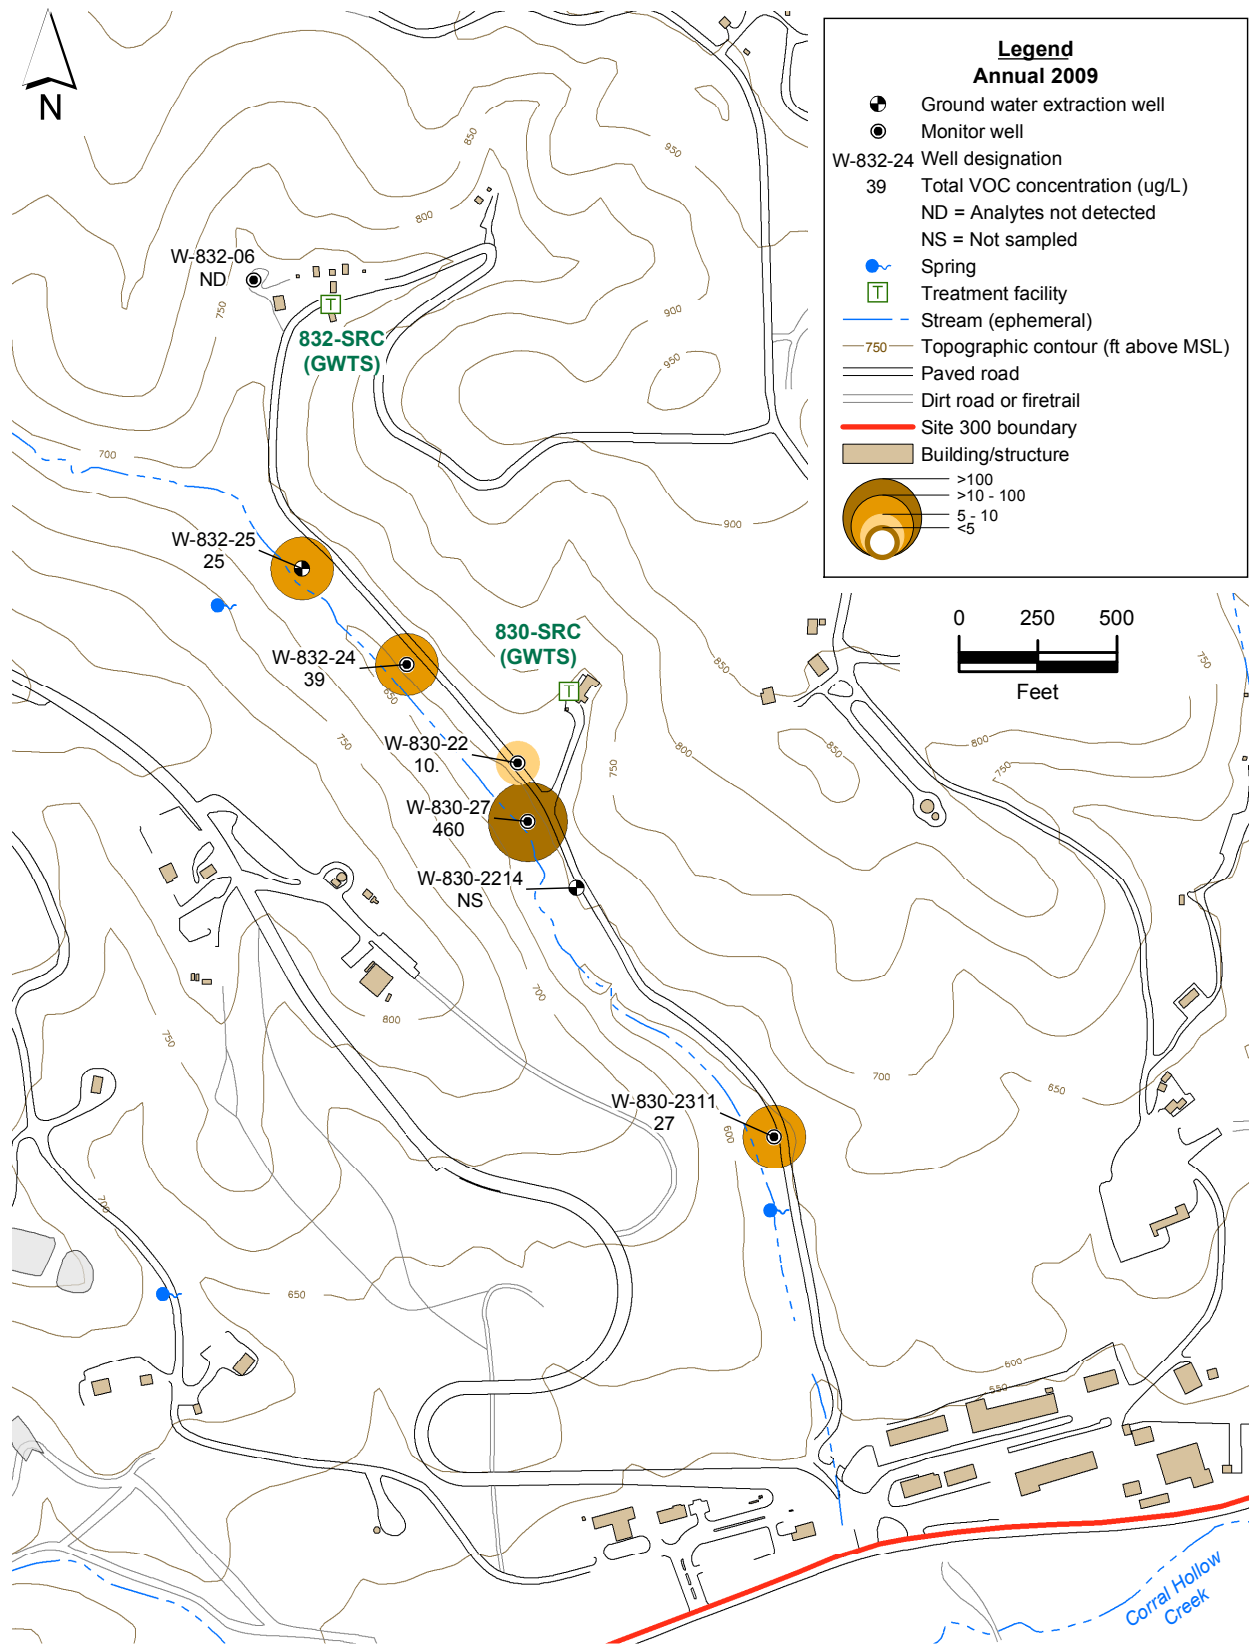 N
Legend
Annual 2009
Ground water extraction well
Monitor well
W-832-24 Well designation
39 Total VOC concentration (ug/L)
ND = Analytes not detected
NS = Not sampled
Spring
T Treatment facility
Stream (ephemeral)
750 Topographic contour (ft above MSL)
Paved road
Dirt road or firetrail
Site 300 boundary
Building/structure
>100
>10 - 100
5 - 10
<5
0 250 500
Feet
850
950
800
W-832-06
ND
750
T
832-SRC
(GWTS)
900
950
700
900
W-832-25
25
830-SRC
(GWTS)
W-832-24
39
T
650
850
750
750
W-830-22
10.
800
850
800
750
750
W-830-27
460
W-830-2214
NS
700
800
750
700
650
W-830-2311
27
600
700
650
600
550
Corral Hollow
Creek